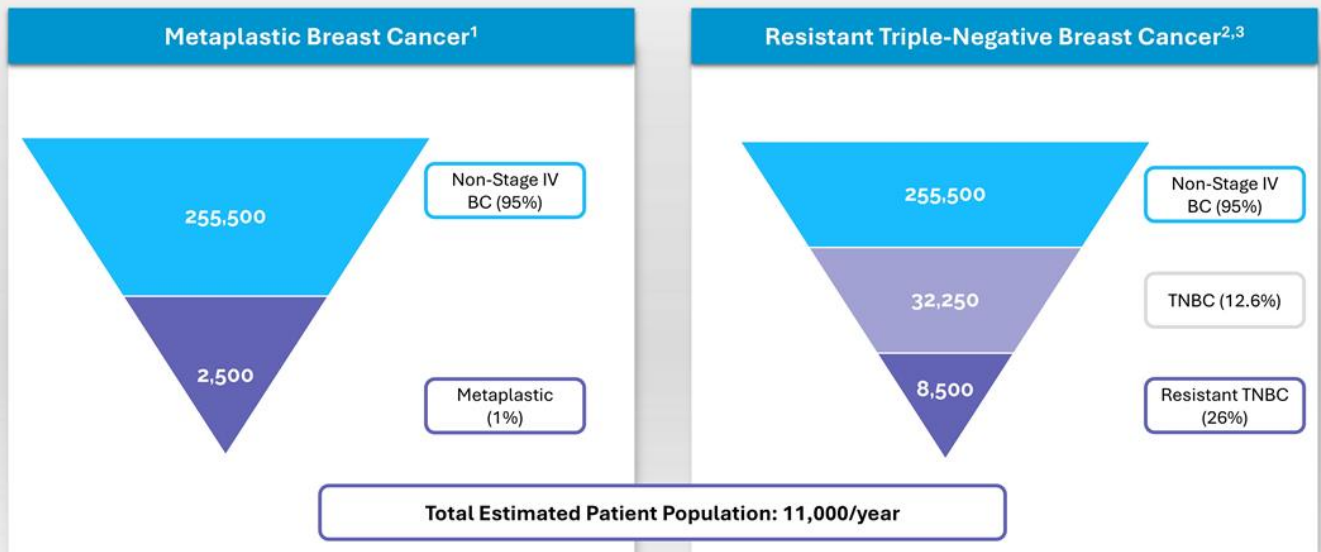 Metaplastic Breast Cancer¹
255,500
Non-Stage IV
BC (95%)
2,500
Metaplastic
(1%)
Resistant Triple-Negative Breast Cancer²,³
255,500
Non-Stage IV
BC (95%)
32,250
TNBC (12.6%)
8,500
Resistant TNBC
(26%)
Total Estimated Patient Population: 11,000/year